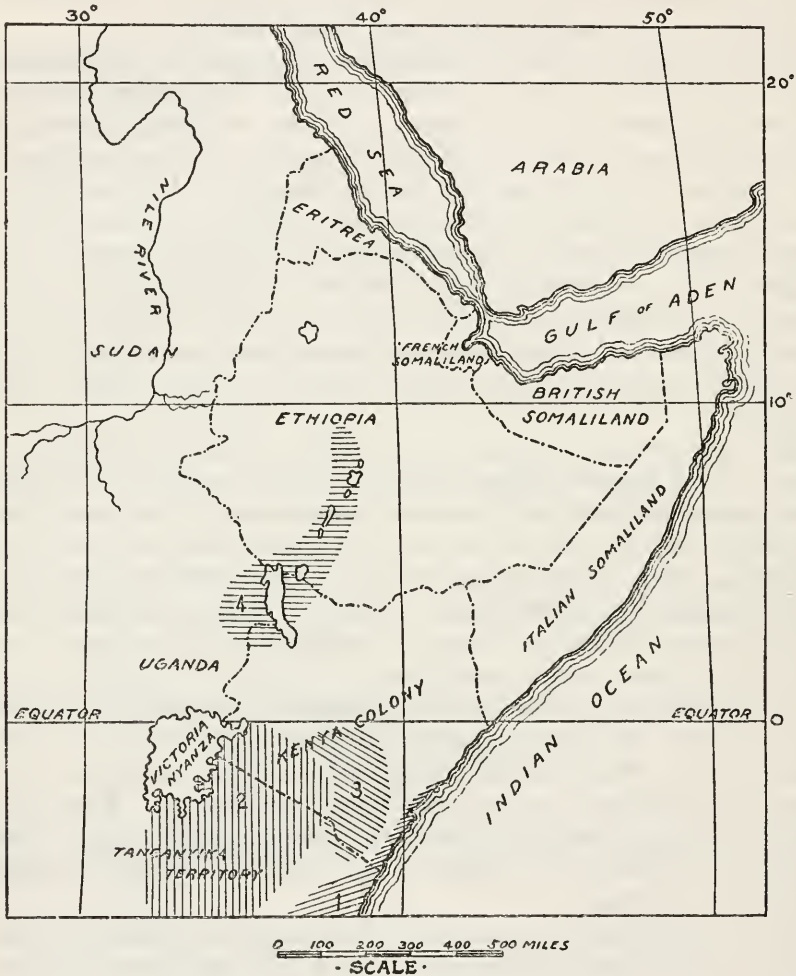 30°
40°
50°
20°
RED SEA
ARABIA
NILE RIVER
ERITREA
GULF OF ADEN
SUDAN
FRENCH
SOMALILAND
BRITISH
SOMALILAND
10°
ETHIOPIA
ITALIAN SOMALILAND
4
UGANDA
INDIAN OCEAN
KENYA COLONY
EQUATOR
EQUATOR
0
VICTORIA
NYANZA
3
2
TANGANYIKA
TERRITORY
1
0 100 200 300 400 500 MILES
· SCALE ·